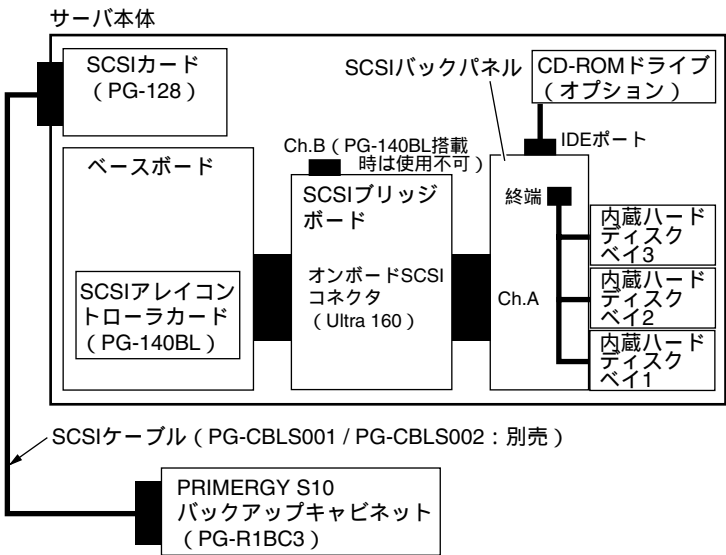 サーバ本体
SCSIカード
（PG-128）
SCSIバックパネル
CD-ROMドライブ
（オプション）
IDEポート
Ch.B（PG-140BL搭載
時は使用不可）
ベースボード
SCSIブリッジ
ボード
終端
内蔵ハード
ディスク
ベイ3
SCSIアレイコント
ローラカード
（PG-140BL）
オンボードSCSI
コネクタ
（Ultra 160）
Ch.A
内蔵ハード
ディスク
ベイ2
内蔵ハード
ディスク
ベイ1
SCSIケーブル（PG-CBLS001 / PG-CBLS002：別売）
PRIMERGY S10
バックアップキャビネット
（PG-R1BC3）